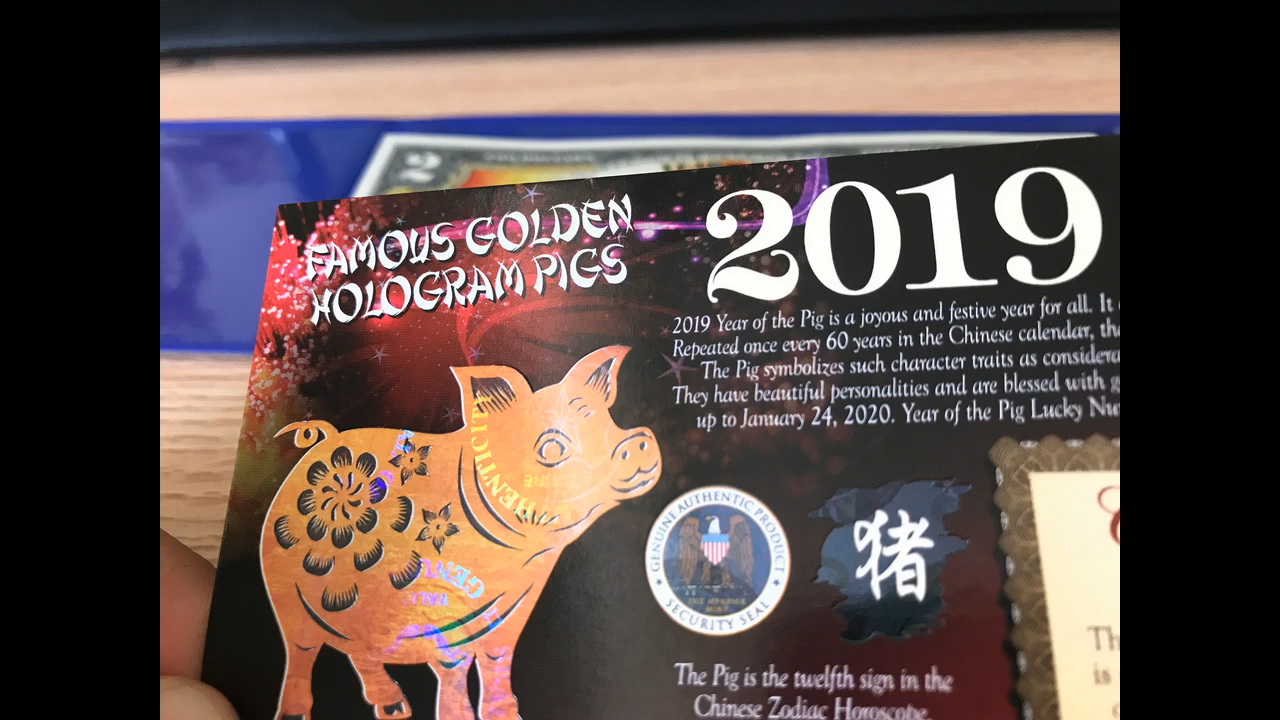 2
FAMOUS GOLDEN
HOLOGRAM PIGS
2019
2019 Year of the Pig is a joyous and festive year for all. It
Repeated once every 60 years in the Chinese calendar,
The Pig symbolizes such character traits as
They have beautiful personalities and are blessed with
up to January 24, 2020. Year of the Pig Lucky
GENUINE AUTHENTIC PRODUCT
SECURITY SEAL
猪
The Pig is the twelfth sign in the
Chinese Zodiac Horoscope.
is